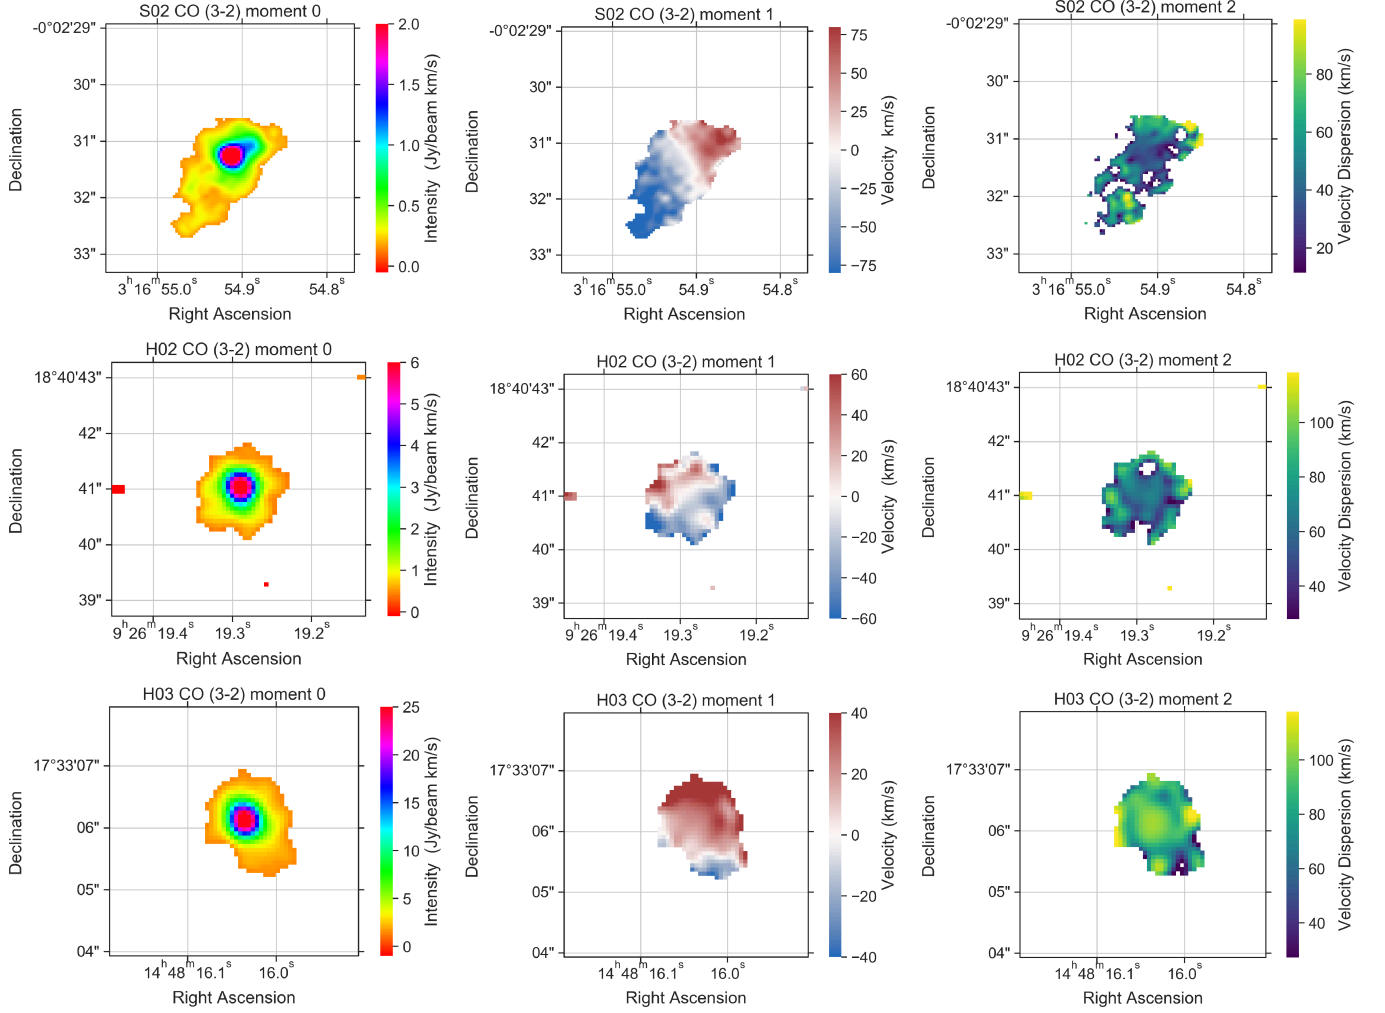 S02 CO (3-2) moment 0
-0°02'29"
30"
31"
32"
33"
Declination
3h16m55.0s 54.9s 54.8s
Right Ascension
2.0
1.5
1.0
0.5
0.0
Intensity (Jy/beam km/s)
S02 CO (3-2) moment 1
-0°02'29"
30"
31"
32"
33"
Declination
3h16m55.0s 54.9s 54.8s
Right Ascension
75
50
25
0
−25
−50
−75
Velocity km/s)
S02 CO (3-2) moment 2
-0°02'29"
30"
31"
32"
33"
Declination
3h16m55.0s 54.9s 54.8s
Right Ascension
80
60
40
20
Velocity Dispersion (km/s)
H02 CO (3-2) moment 0
18°40'43"
42"
41"
40"
39"
Declination
9h26m19.4s 19.3s 19.2s
Right Ascension
6
5
4
3
2
1
0
Intensity (Jy/beam km/s)
H02 CO (3-2) moment 1
18°40'43"
42"
41"
40"
39"
Declination
9h26m19.4s 19.3s 19.2s
Right Ascension
60
40
20
0
−20
−40
−60
Velocity (km/s)
H02 CO (3-2) moment 2
18°40'43"
42"
41"
40"
39"
Declination
9h26m19.4s 19.3s 19.2s
Right Ascension
100
80
60
40
Velocity Dispersion (km/s)
H03 CO (3-2) moment 0
17°33'07"
06"
05"
04"
Declination
14h48m16.1s 16.0s
Right Ascension
25
20
15
10
5
0
Intensity (Jy/beam km/s)
H03 CO (3-2) moment 1
17°33'07"
06"
05"
04"
Declination
14h48m16.1s 16.0s
Right Ascension
40
20
0
−20
−40
Velocity (km/s)
H03 CO (3-2) moment 2
17°33'07"
06"
05"
04"
Declination
14h48m16.1s 16.0s
Right Ascension
100
80
60
40
Velocity Dispersion (km/s)